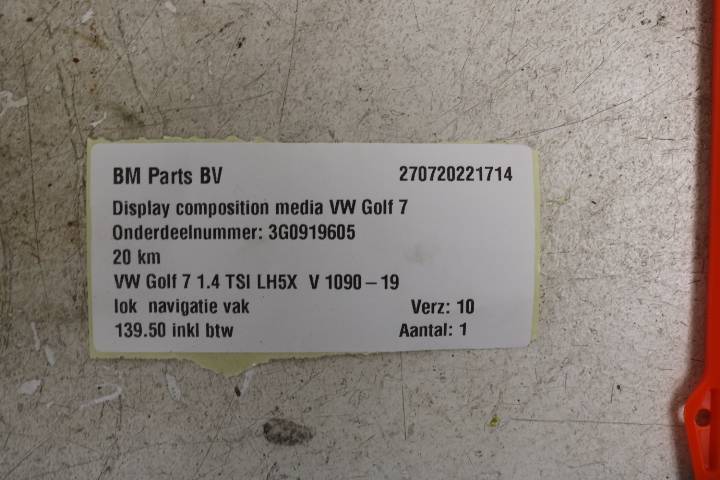 BM Parts BV 270720221714
Display composition media VW Golf 7
Onderdeelnummer: 3G0919605
20 km
VW Golf 7 1.4 TSI LH5X V 1090-19
lok navigatie vak Verz: 10
139.50 inkl btw Aantal: 1